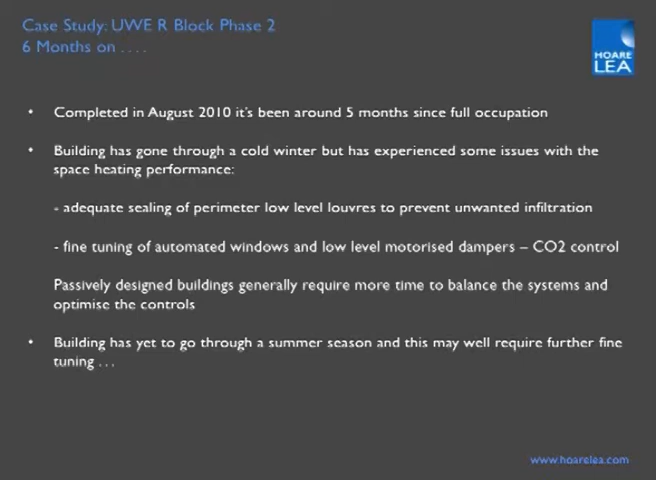 Case Study: UWE R Block Phase 2
6 Months on . . . .
HOARE
LEA
• Completed in August 2010 it's been around 5 months since full occupation
• Building has gone through a cold winter but has experienced some issues with the
space heating performance:
- adequate sealing of perimeter low level louvres to prevent unwanted infiltration
- fine tuning of automated windows and low level motorised dampers – CO2 control
Passively designed buildings generally require more time to balance the systems and
optimise the controls
• Building has yet to go through a summer season and this may well require further fine
tuning . . .
www.hoarelea.com